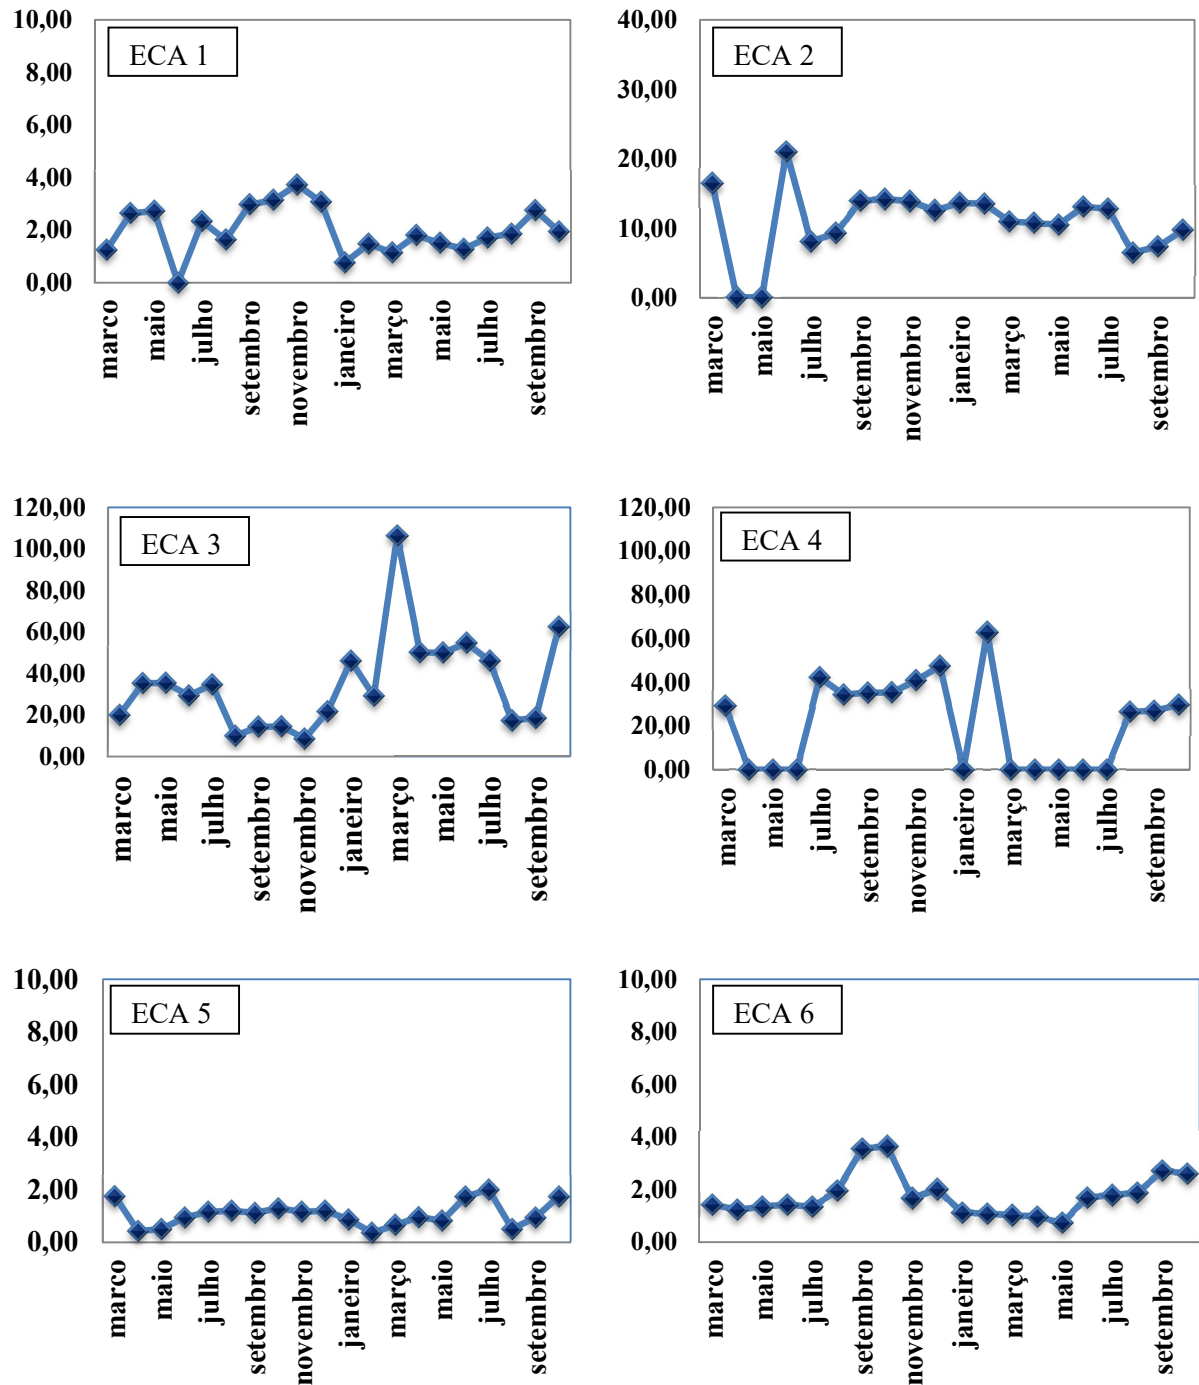 ECA 1
10,00
8,00
6,00
4,00
2,00
0,00
marco
maio
julho
setembro
novembro
janeiro
março
maio
julho
setembro
ECA 2
40,00
30,00
20,00
10,00
0,00
marco
maio
julho
setembro
novembro
janeiro
março
maio
julho
setembro
ECA 3
120,00
100,00
80,00
60,00
40,00
20,00
0,00
marco
maio
julho
setembro
novembro
janeiro
março
maio
julho
setembro
ECA 4
120,00
100,00
80,00
60,00
40,00
20,00
0,00
marco
maio
julho
setembro
novembro
janeiro
março
maio
julho
setembro
ECA 5
10,00
8,00
6,00
4,00
2,00
0,00
marco
maio
julho
setembro
novembro
janeiro
março
maio
julho
setembro
ECA 6
10,00
8,00
6,00
4,00
2,00
0,00
marco
maio
julho
setembro
novembro
janeiro
março
maio
julho
setembro